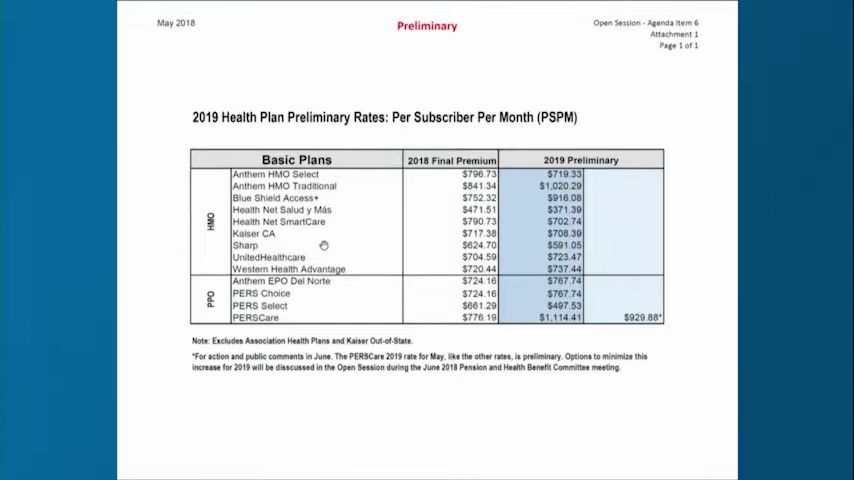 May 2018
Preliminary
Open Session - Agenda Item 6
Attachment 1
Page 1 of 1
2019 Health Plan Preliminary Rates: Per Subscriber Per Month (PSPM)
Basic Plans 2018 Final Premium 2019 Preliminary
HMO
Anthem HMO Select $796.73 $719.33
Anthem HMO Traditional $841.34 $1,020.29
Blue Shield Access+ $752.32 $916.08
Health Net Salud y Más $471.51 $371.39
Health Net SmartCare $790.73 $702.74
Kaiser CA $717.38 $708.39
Sharp $624.70 $591.05
UnitedHealthcare $704.59 $723.47
Western Health Advantage $720.44 $737.44
PPO
Anthem EPO Del Norte $724.16 $767.74
PERS Choice $724.16 $767.74
PERS Select $661.29 $497.53
PERSCare $776.19 $1,114.41 $929.88*
Note: Excludes Association Health Plans and Kaiser Out-of-State.
*For action and public comments in June. The PERSCare 2019 rate for May, like the other rates, is preliminary. Options to minimize this
increase for 2019 will be disscussed in the Open Session during the June 2018 Pension and Health Benefit Committee meeting.